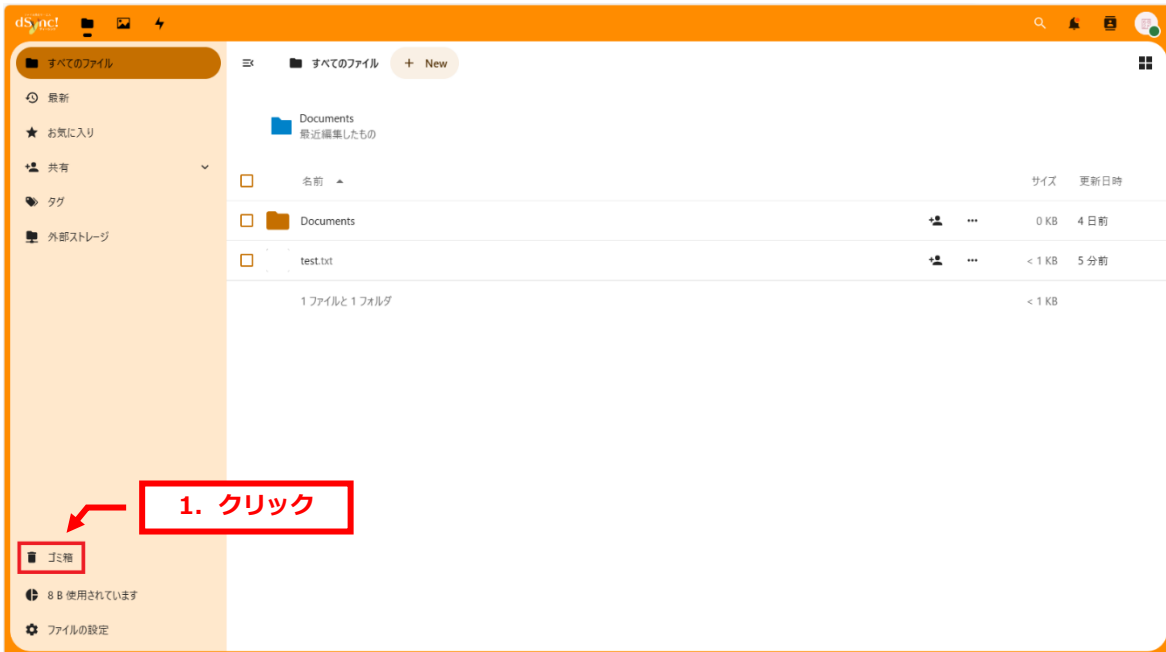 dSync!
すべてのファイル
最新
お気に入り
共有
タグ
外部ストレージ
すべてのファイル + New
Documents
最近編集したもの
名前 サイズ 更新日時
Documents ... 0 KB 4 日前
test.txt ... < 1 KB 5 分前
1 ファイルと 1 フォルダ < 1 KB
1. クリック
ゴミ箱
8 B 使用されています
ファイルの設定